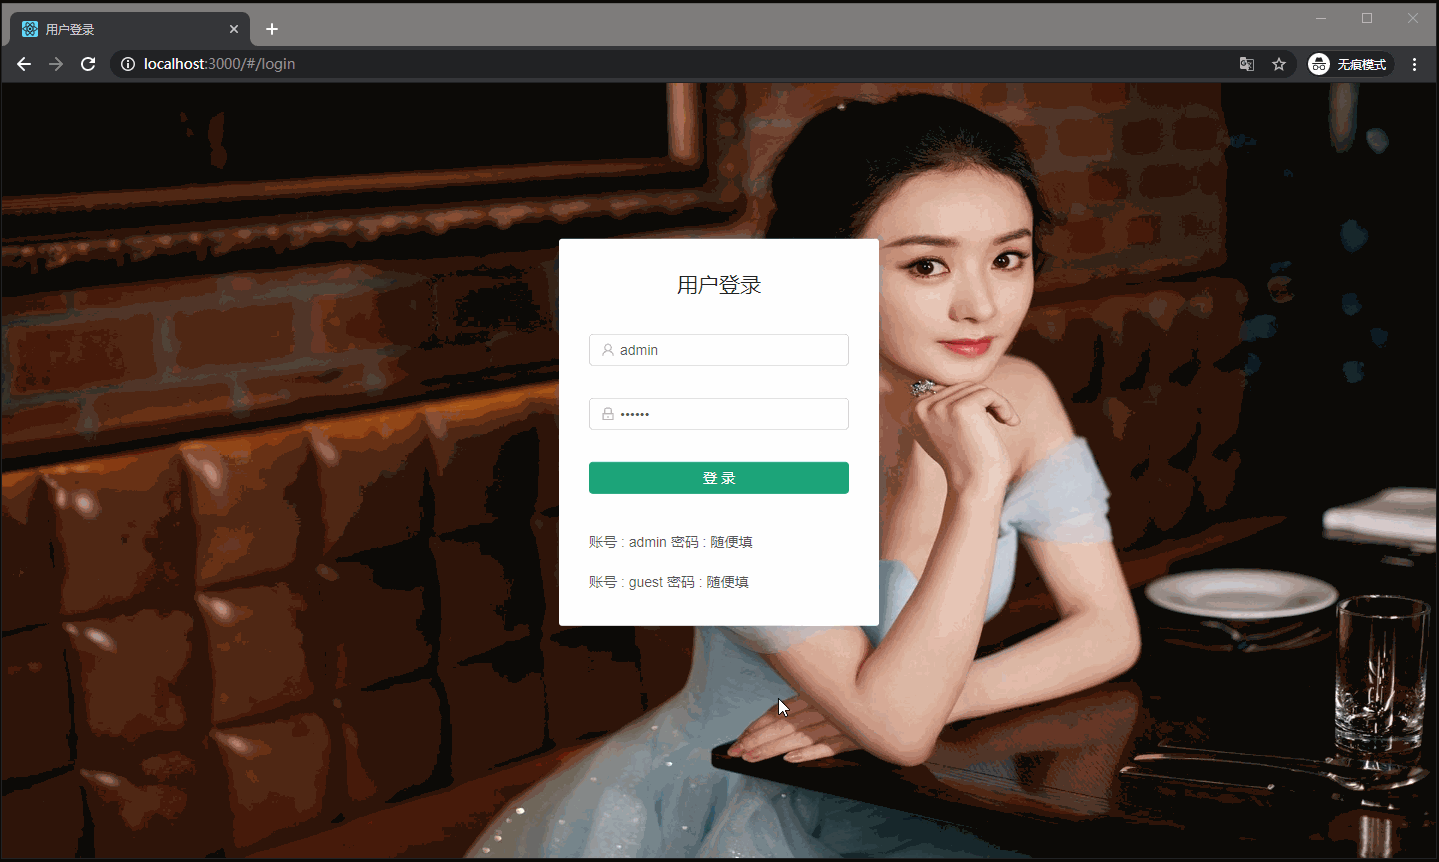 用户登录
localhost:3000/#/login
无痕模式
用户登录
admin
••••••
登 录
账号 : admin 密码 : 随便填
账号 : guest 密码 : 随便填